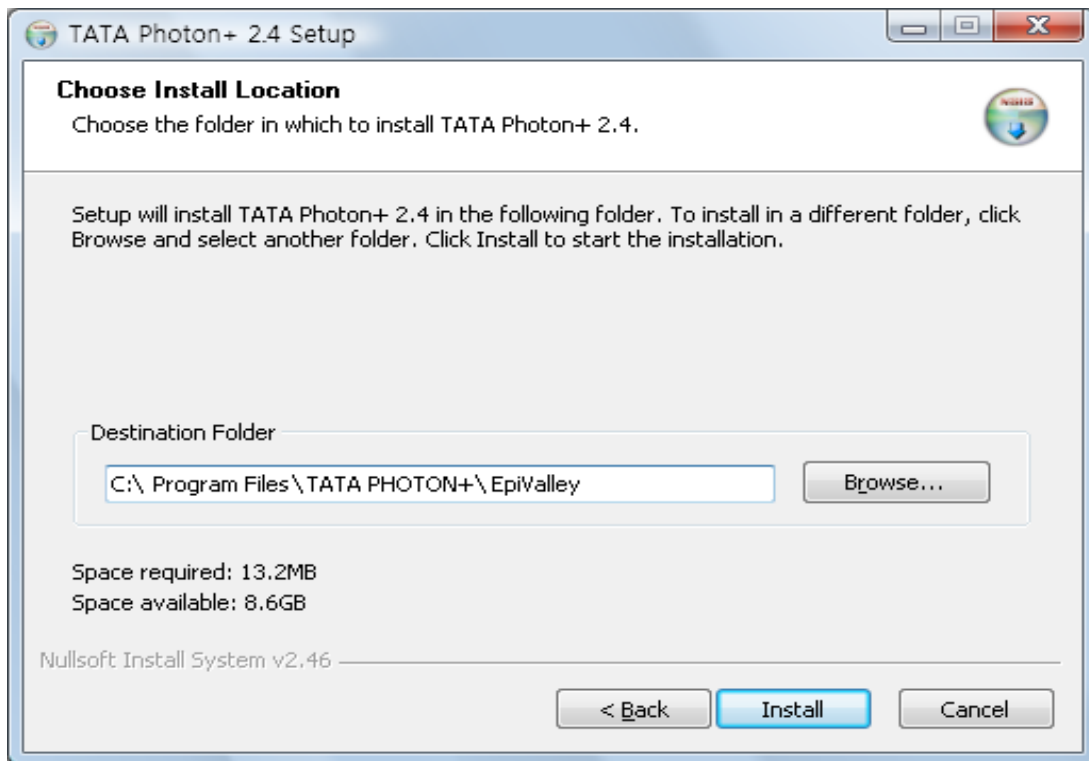 TATA Photon+ 2.4 Setup
Choose Install Location
Choose the folder in which to install TATA Photon+ 2.4.
Setup will install TATA Photon+ 2.4 in the following folder. To install in a different folder, click
Browse and select another folder. Click Install to start the installation.
Destination Folder
C:\ Program Files\TATA PHOTON+\EpiValley
Browse...
Space required: 13.2MB
Space available: 8.6GB
Nullsoft Install System v2.46
< Back
Install
Cancel